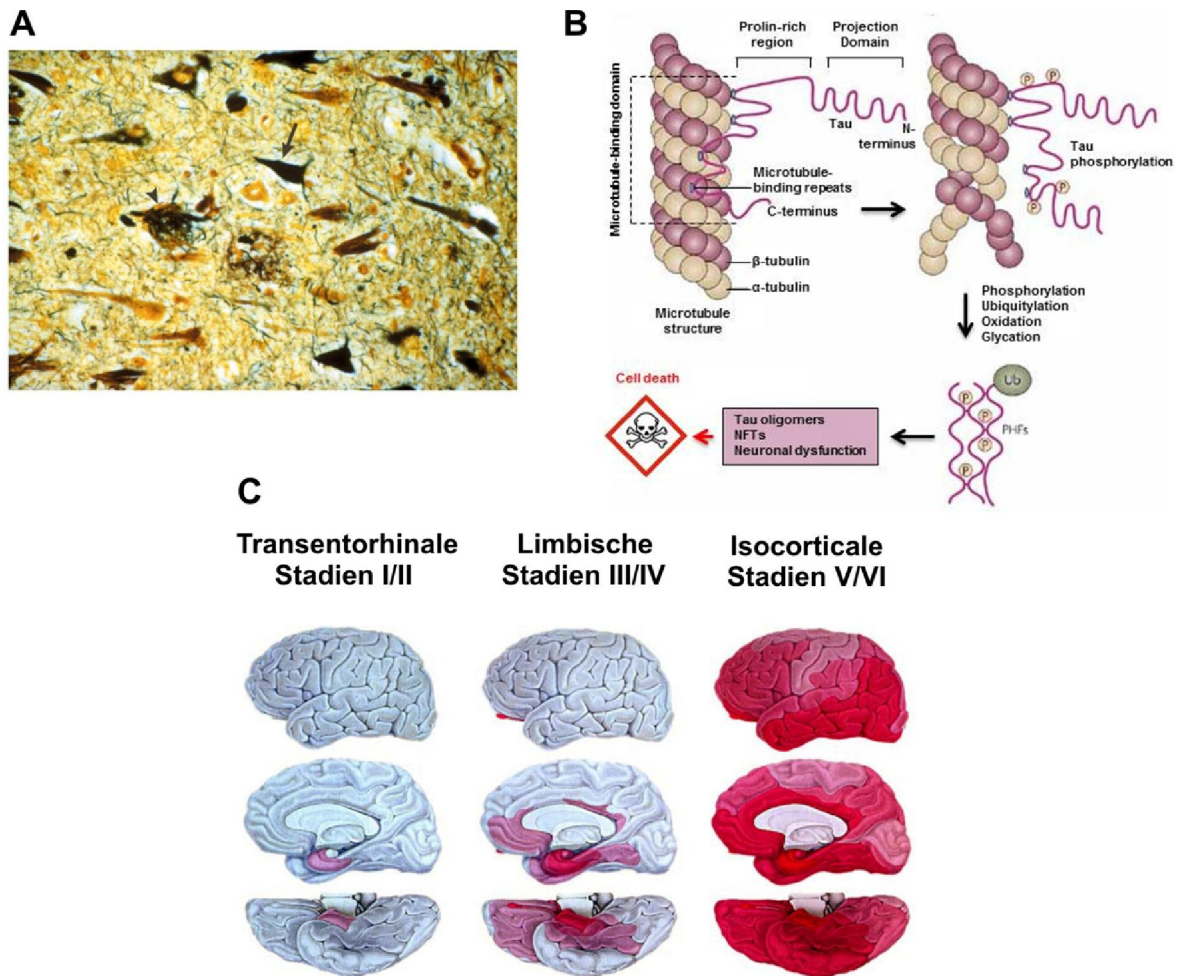 A
B
Prolin-rich
region
Projection
Domain
Microtubule-binding domain
Tau
N-
terminus
Microtubule-
binding repeats
C-terminus
β-tubulin
α-tubulin
Microtubule
structure
P P
Tau
phosphorylation
P P
Phosphorylation
Ubiquitylation
Oxidation
Glycation
Ub
P
P
P
P
PHFs
Tau oligomers
NFTs
Neuronal dysfunction
Cell death
C
Transentorhinale
Stadien I/II
Limbische
Stadien III/IV
Isocorticale
Stadien V/VI